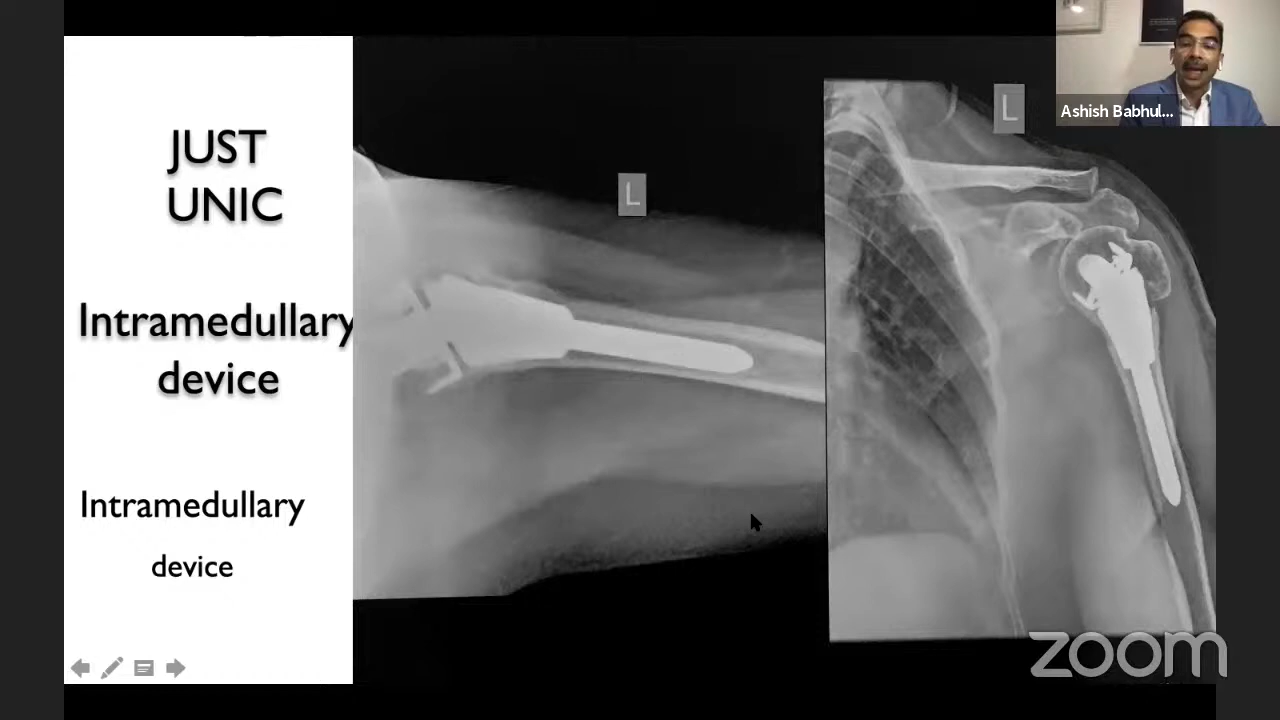 JUST
UNIC
Intramedullary
device
Intramedullary
device
L
L
Ashish Babhul...
zoom